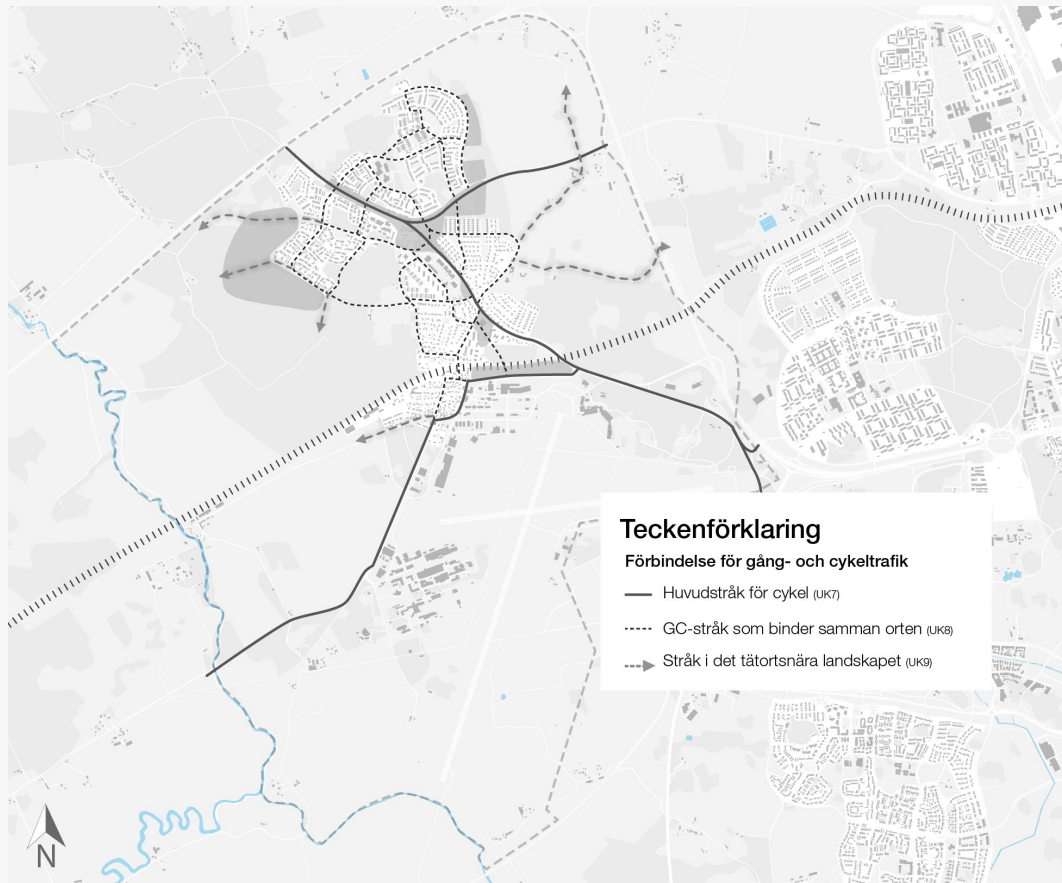 Teckenförklaring
Förbindelse för gång- och cykeltrafik
Huvudstråk för cykel (UK7)
GC-stråk som binder samman orten (UK8)
Stråk i det tätortsnära landskapet (UK9)
N